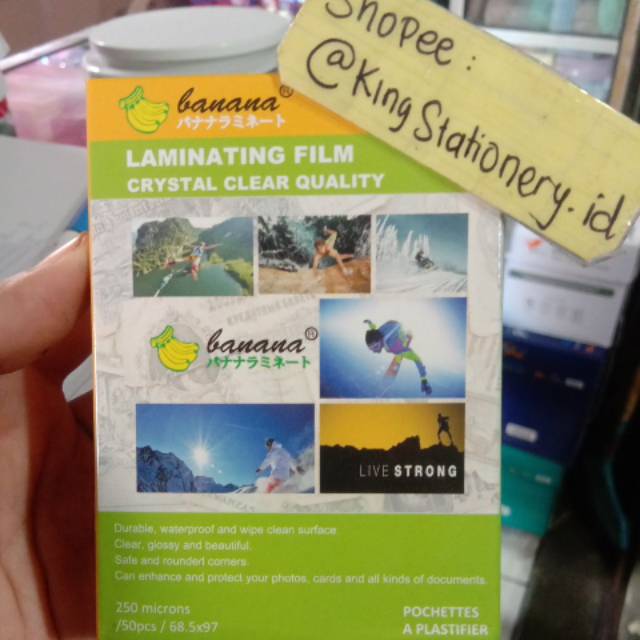 Shopee :
@KingStationery.id
banana®
バナナラミネート
LAMINATING FILM
CRYSTAL CLEAR QUALITY
banana®
バナナラミネート
LIVE STRONG
Durable, waterproof and wipe clean surface
Clear, glossy and beautiful.
Safe and rounded corners.
Can enhance and protect your photos, cards and all kinds of documents.
250 microns
/50pcs / 68.5x97
POCHETTES
A PLASTIFIER